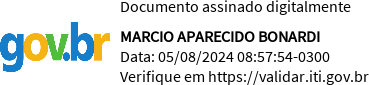 Documento assinado digitalmente
gov.br
MARCIO APARECIDO BONARDI
Data: 05/08/2024 08:57:54-0300
Verifique em https://validar.iti.gov.br